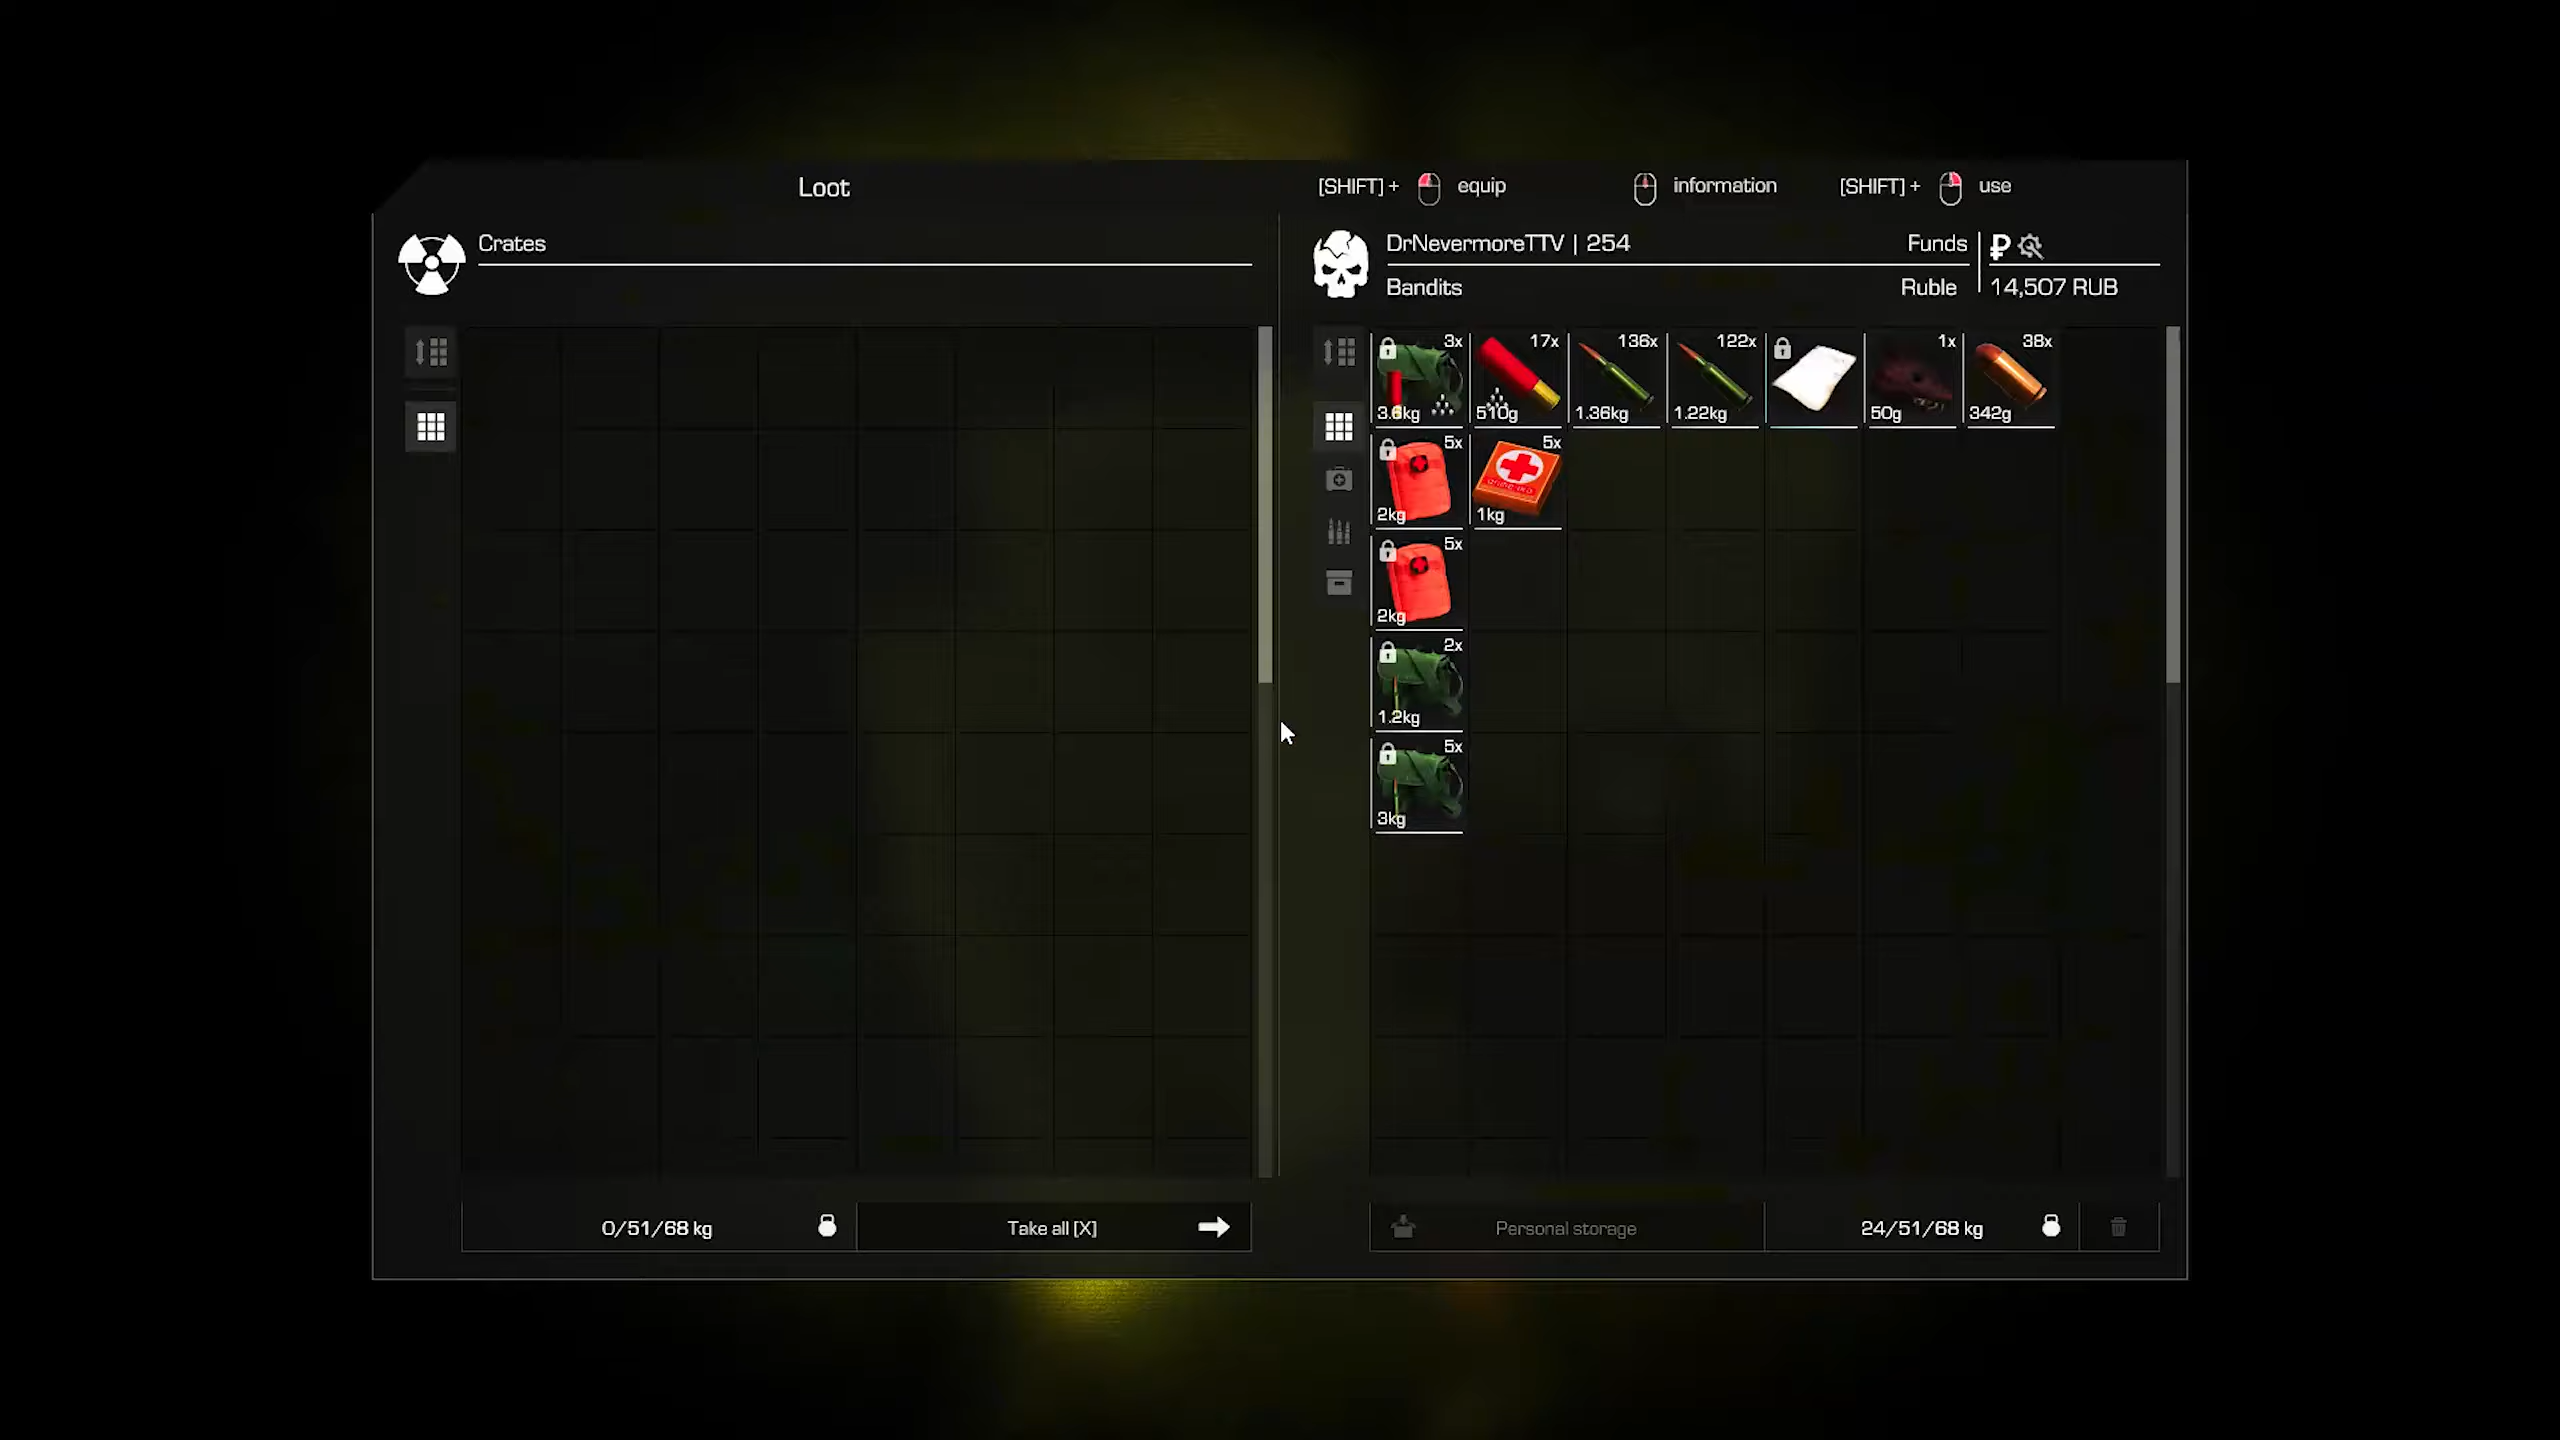 Loot
[SHIFT] + equip
information
[SHIFT] + use
Crates
DrNevermoreTTV | 254
Funds
Bandits
Ruble
14,507 RUB
3x
17x
136x
122x
1x
38x
3.6kg
510g
1.36kg
1.22kg
50g
342g
5x
5x
2kg
1kg
5x
2kg
2x
1.2kg
5x
3kg
0/51/68 kg
Take all [X]
Personal storage
24/51/68 kg